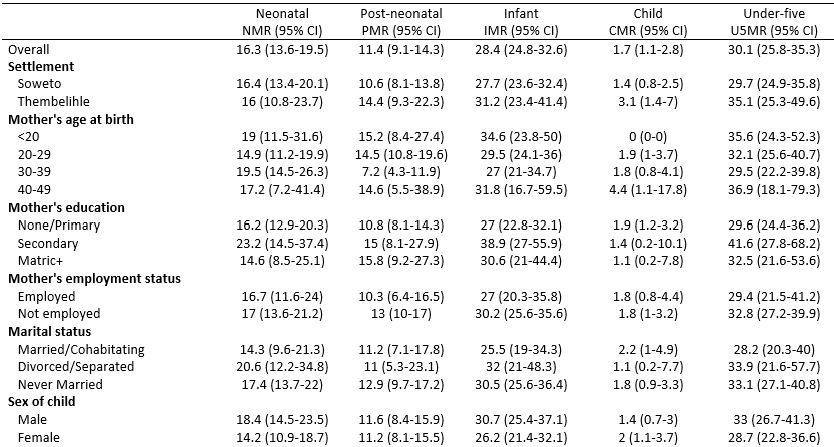 Neonatal Post-neonatal Infant Child Under-five
NMR (95% CI) PMR (95% CI) IMR (95% CI) CMR (95% CI) U5MR (95% CI)
Overall 16.3 (13.6-19.5) 11.4 (9.1-14.3) 28.4 (24.8-32.6) 1.7 (1.1-2.8) 30.1 (25.8-35.3)
Settlement
Soweto 16.4 (13.4-20.1) 10.6 (8.1-13.8) 27.7 (23.6-32.4) 1.4 (0.8-2.5) 29.7 (24.9-35.8)
Thembelihle 16 (10.8-23.7) 14.4 (9.3-22.3) 31.2 (23.4-41.4) 3.1 (1.4-7) 35.1 (25.3-49.6)
Mother's age at birth
<20 19 (11.5-31.6) 15.2 (8.4-27.4) 34.6 (23.8-50) 0 (0-0) 35.6 (24.3-52.3)
20-29 14.9 (11.2-19.9) 14.5 (10.8-19.6) 29.5 (24.1-36) 1.9 (1-3.7) 32.1 (25.6-40.7)
30-39 19.5 (14.5-26.3) 7.2 (4.3-11.9) 27 (21-34.7) 1.8 (0.8-4.1) 29.5 (22.2-39.8)
40-49 17.2 (7.2-41.4) 14.6 (5.5-38.9) 31.8 (16.7-59.5) 4.4 (1.1-17.8) 36.9 (18.1-79.3)
Mother's education
None/Primary 16.2 (12.9-20.3) 10.8 (8.1-14.3) 27 (22.8-32.1) 1.9 (1.2-3.2) 29.6 (24.4-36.2)
Secondary 23.2 (14.5-37.4) 15 (8.1-27.9) 38.9 (27-55.9) 1.4 (0.2-10.1) 41.6 (27.8-68.2)
Matric+ 14.6 (8.5-25.1) 15.8 (9.2-27.3) 30.6 (21-44.4) 1.1 (0.2-7.8) 32.5 (21.6-53.6)
Mother's employment status
Employed 16.7 (11.6-24) 10.3 (6.4-16.5) 27 (20.3-35.8) 1.8 (0.8-4.4) 29.4 (21.5-41.2)
Not employed 17 (13.6-21.2) 13 (10-17) 30.2 (25.6-35.6) 1.8 (1-3.2) 32.8 (27.2-39.9)
Marital status
Married/Cohabitating 14.3 (9.6-21.3) 11.2 (7.1-17.8) 25.5 (19-34.3) 2.2 (1-4.9) 28.2 (20.3-40)
Divorced/Separated 20.6 (12.2-34.8) 11 (5.3-23.1) 32 (21-48.3) 1.1 (0.2-7.7) 33.9 (21.6-57.7)
Never Married 17.4 (13.7-22) 12.9 (9.7-17.2) 30.5 (25.6-36.4) 1.8 (0.9-3.3) 33.1 (27.1-40.8)
Sex of child
Male 18.4 (14.5-23.5) 11.6 (8.4-15.9) 30.7 (25.4-37.1) 1.4 (0.7-3) 33 (26.7-41.3)
Female 14.2 (10.9-18.7) 11.2 (8.1-15.5) 26.2 (21.4-32.1) 2 (1.1-3.7) 28.7 (22.8-36.6)